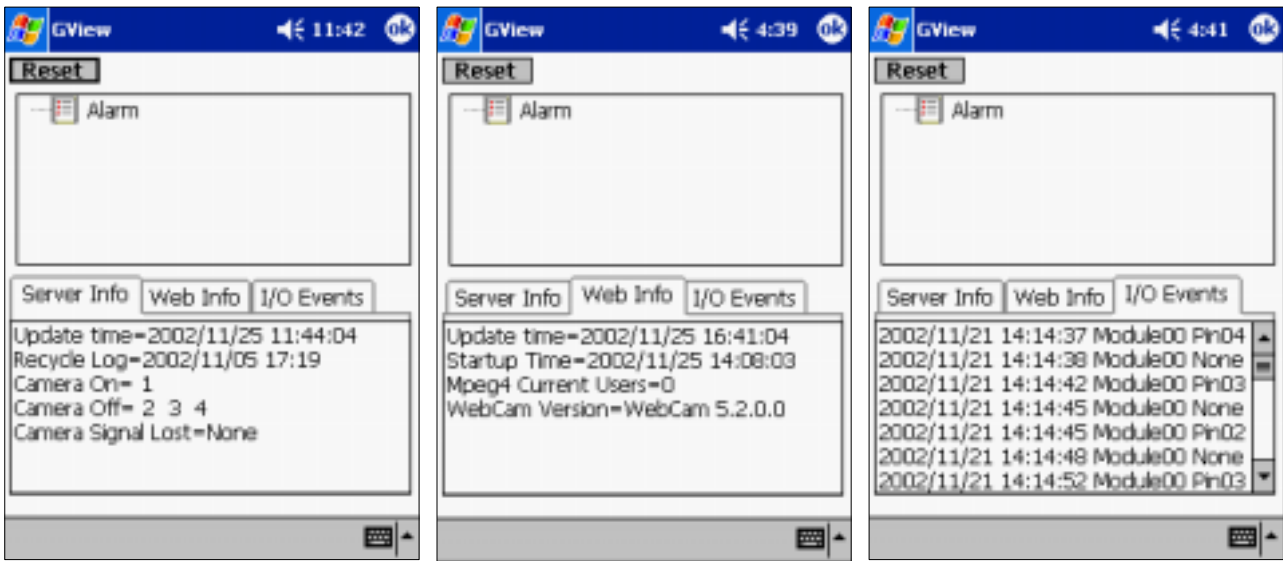 GView 11:42 ok
Reset
Alarm
Server Info Web Info I/O Events
Update time=2002/11/25 11:44:04
Recycle Log=2002/11/05 17:19
Camera On= 1
Camera Off= 2 3 4
Camera Signal Lost=None
GView 4:39 ok
Reset
Alarm
Server Info Web Info I/O Events
Update time=2002/11/25 16:41:04
Startup Time=2002/11/25 14:08:03
Mpeg4 Current Users=0
WebCam Version=WebCam 5.2.0.0
GView 4:41 ok
Reset
Alarm
Server Info Web Info I/O Events
2002/11/21 14:14:37 Module00 Pin04
2002/11/21 14:14:38 Module00 None
2002/11/21 14:14:42 Module00 Pin03
2002/11/21 14:14:45 Module00 None
2002/11/21 14:14:45 Module00 Pin02
2002/11/21 14:14:48 Module00 None
2002/11/21 14:14:52 Module00 Pin03